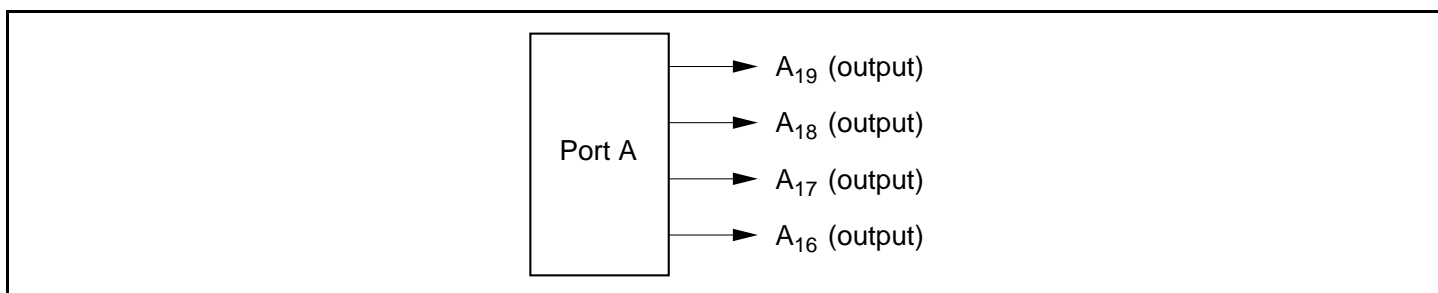 A19 (output)
A18 (output)
Port A
A17 (output)
A16 (output)